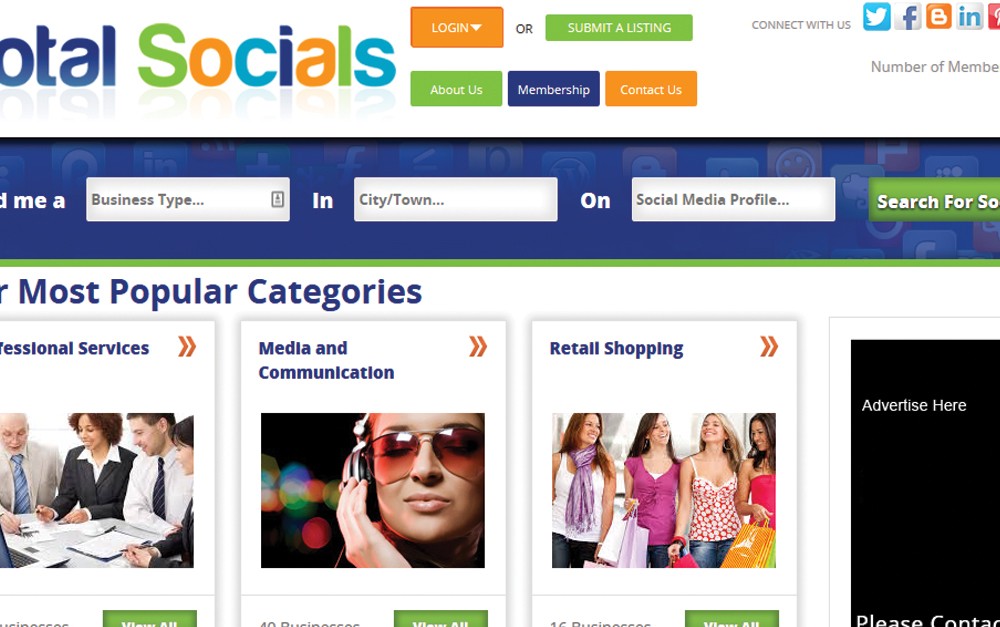 otal Socials
LOGIN
OR
SUBMIT A LISTING
CONNECT WITH US
Number of Membe
About Us
Membership
Contact Us
d me a
Business Type...
In
City/Town...
On
Social Media Profile...
Search For So
r Most Popular Categories
fessional Services
Media and
Communication
Retail Shopping
Advertise Here
usinesses
View All
40 Businesses
View All
16 Businesses
View All
Please Contac